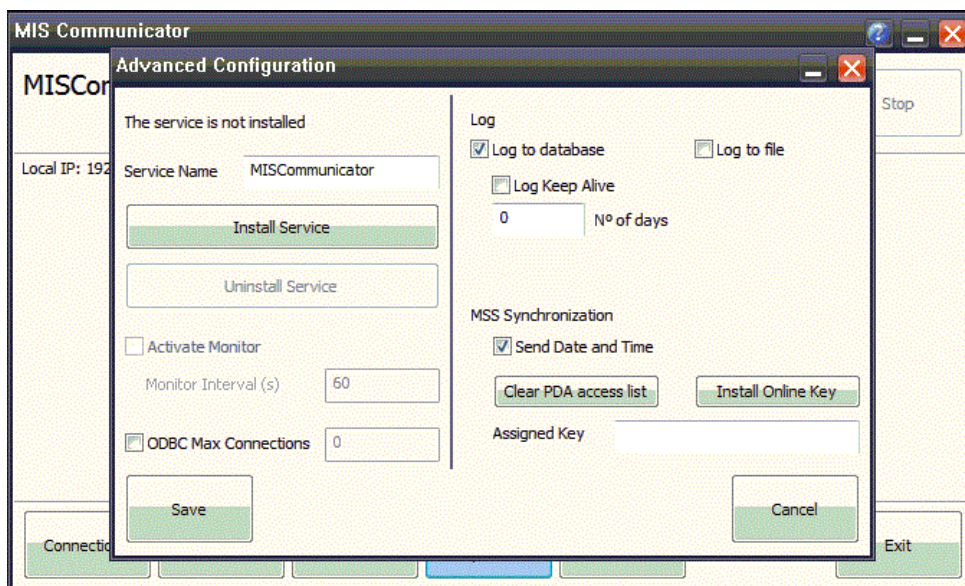 MIS Communicator
Advanced Configuration
Stop
The service is not installed
Service Name MISCommunicator
Install Service
Uninstall Service
Activate Monitor
Monitor Interval (s) 60
ODBC Max Connections 0
Save
Log
Log to database Log to file
Log Keep Alive
0 Nº of days
MSS Synchronization
Send Date and Time
Clear PDA access list Install Online Key
Assigned Key
Cancel
Local IP: 192
Exit